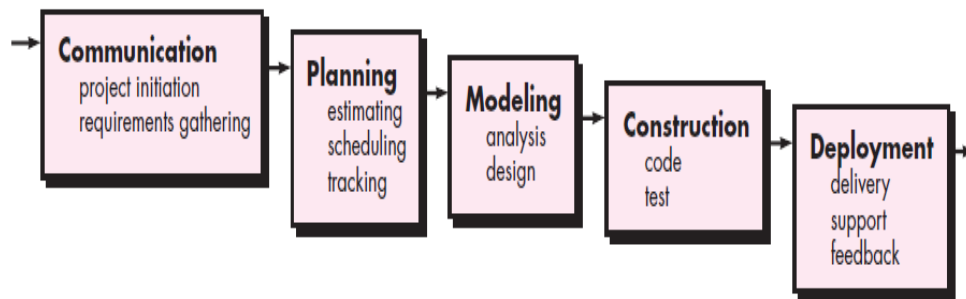 Communication
project initiation
requirements gathering
Planning
estimating
scheduling
tracking
Modeling
analysis
design
Construction
code
test
Deployment
delivery
support
feedback